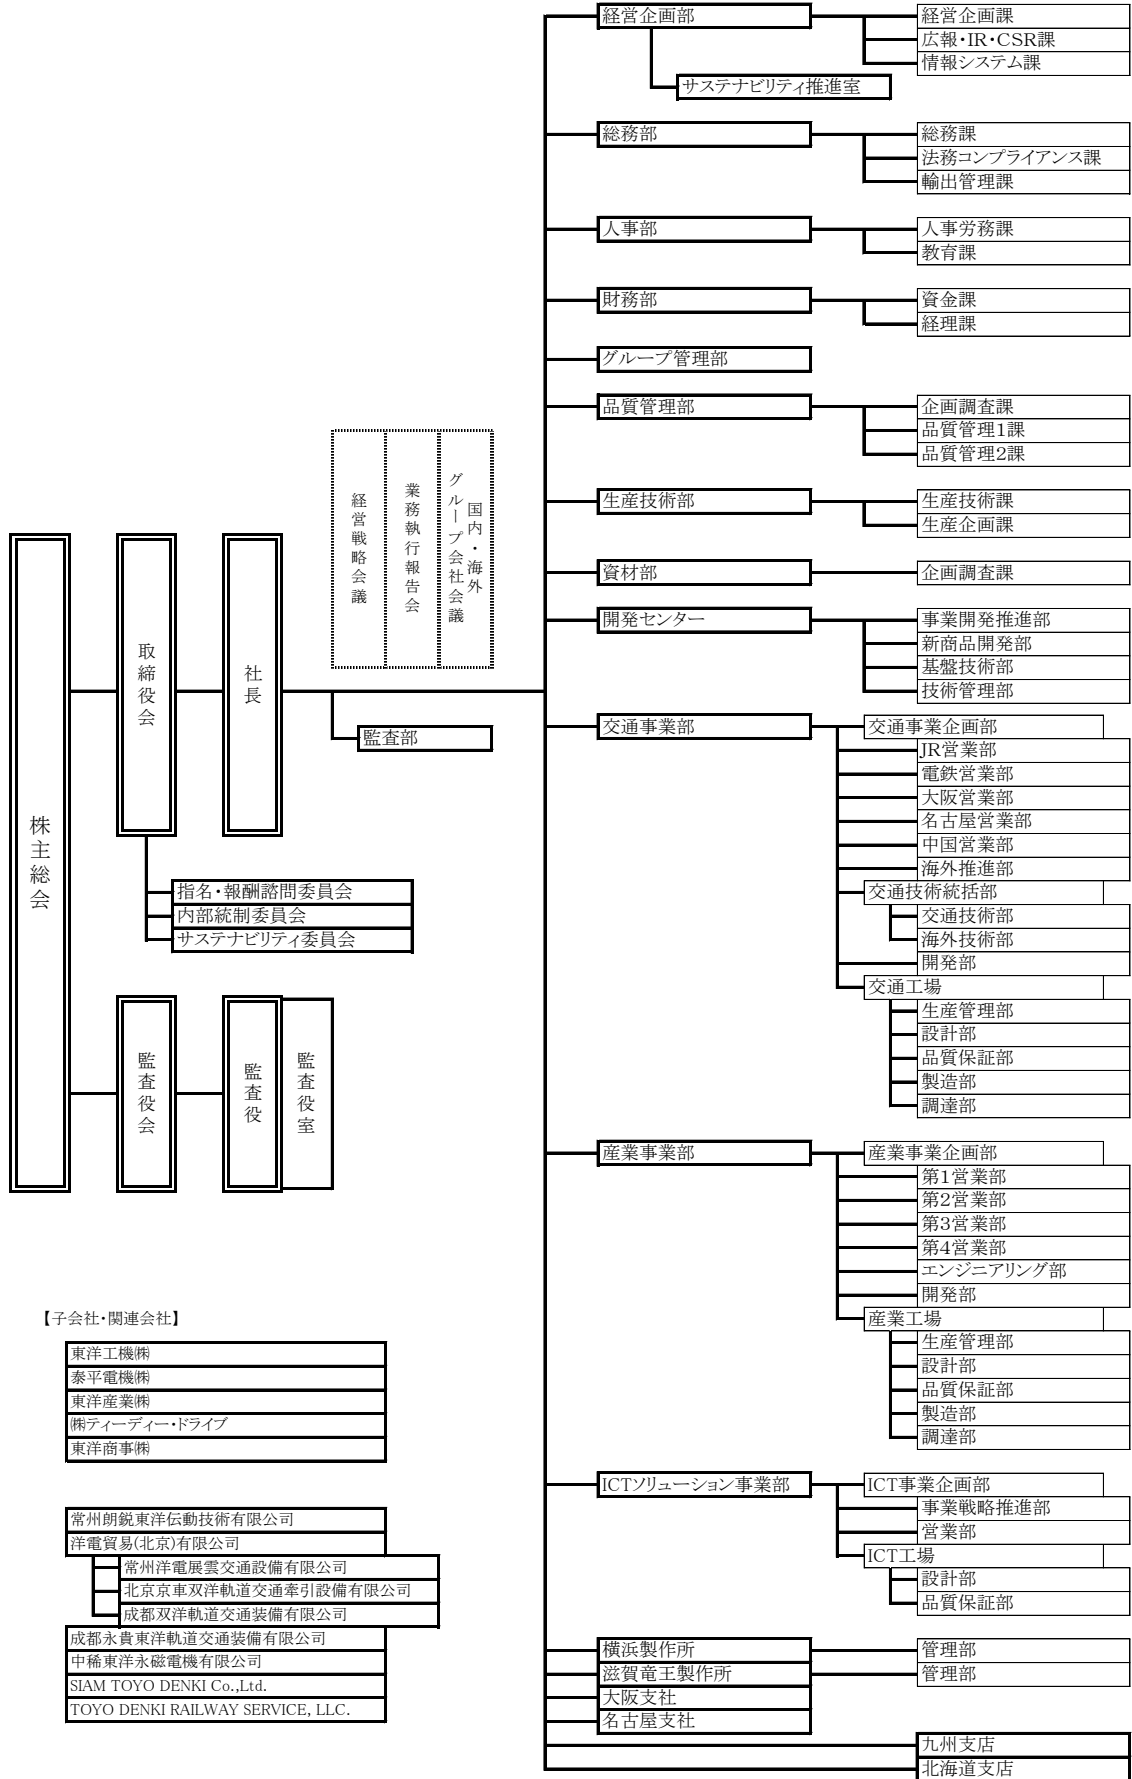 株主総会
取締役会
社長
経営戦略会議
業務執行報告会
国内・海外
グループ会社会議
監査部
指名・報酬諮問委員会
内部統制委員会
サステナビリティ委員会
監査役会
監査役
監査役室
経営企画部
経営企画課
広報・IR・CSR課
情報システム課
サステナビリティ推進室
総務部
総務課
法務コンプライアンス課
輸出管理課
人事部
人事労務課
教育課
財務部
資金課
経理課
グループ管理部
品質管理部
企画調査課
品質管理1課
品質管理2課
生産技術部
生産技術課
生産企画課
資材部
企画調査課
開発センター
事業開発推進部
新商品開発部
基盤技術部
技術管理部
交通事業部
交通事業企画部
JR営業部
電鉄営業部
大阪営業部
名古屋営業部
中国営業部
海外推進部
交通技術統括部
交通技術部
海外技術部
開発部
交通工場
生産管理部
設計部
品質保証部
製造部
調達部
産業事業部
産業事業企画部
第1営業部
第2営業部
第3営業部
第4営業部
エンジニアリング部
開発部
産業工場
生産管理部
設計部
品質保証部
製造部
調達部
ICTソリューション事業部
ICT事業企画部
事業戦略推進部
営業部
ICT工場
設計部
品質保証部
横浜製作所
管理部
滋賀竜王製作所
管理部
大阪支社
名古屋支社
九州支店
北海道支店
【子会社・関連会社】
東洋工機㈱
泰平電機㈱
東洋産業㈱
㈱ティーディー・ドライブ
東洋商事㈱
常州朗鋭東洋伝動技術有限公司
洋電貿易(北京)有限公司
常州洋電展雲交通設備有限公司
北京京車双洋軌道交通牽引設備有限公司
成都双洋軌道交通装備有限公司
成都永貴東洋軌道交通装備有限公司
中稀東洋永磁電機有限公司
SIAM TOYO DENKI Co.,Ltd.
TOYO DENKI RAILWAY SERVICE, LLC.